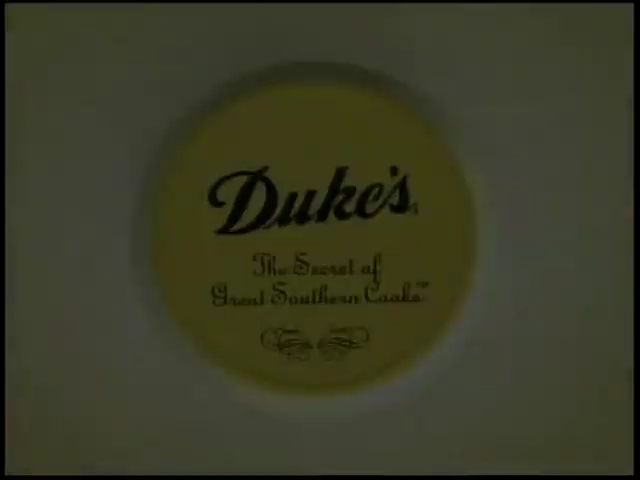 Duke's
The Secret of
Great Southern Cooks™